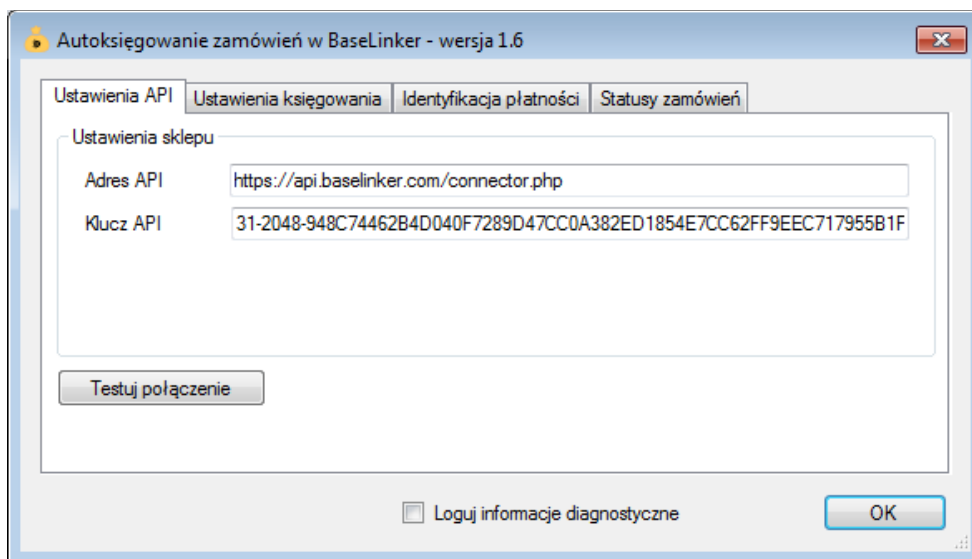 Autoksięgowanie zamówień w BaseLinker - wersja 1.6
Ustawienia API
Ustawienia księgowania
Identyfikacja płatności
Statusy zamówień
Ustawienia sklepu
Adres API
https://api.baselinker.com/connector.php
Klucz API
31-2048-948C74462B4D040F7289D47CC0A382ED1854E7CC62FF9EEC717955B1F
Testuj połączenie
Loguj informacje diagnostyczne
OK